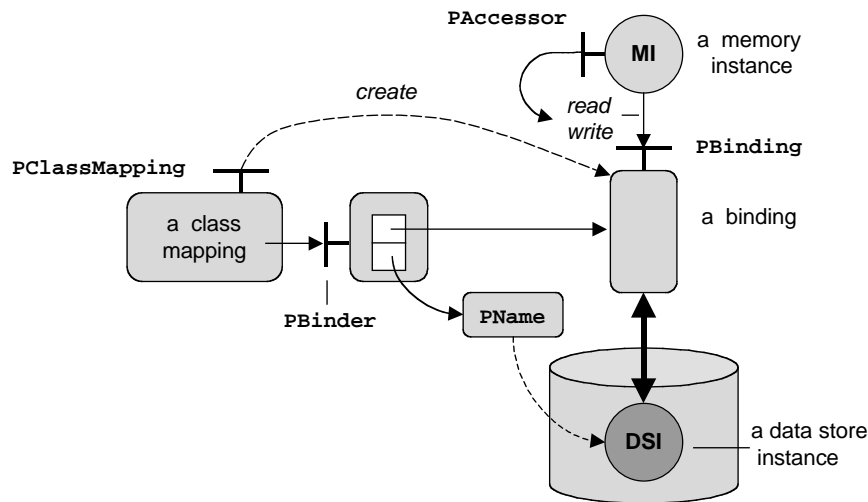 PAccessor
MI
a memory
instance
create
read
write
PClassMapping
PBinding
a class
mapping
a binding
PBinder
PName
DSI
a data store
instance